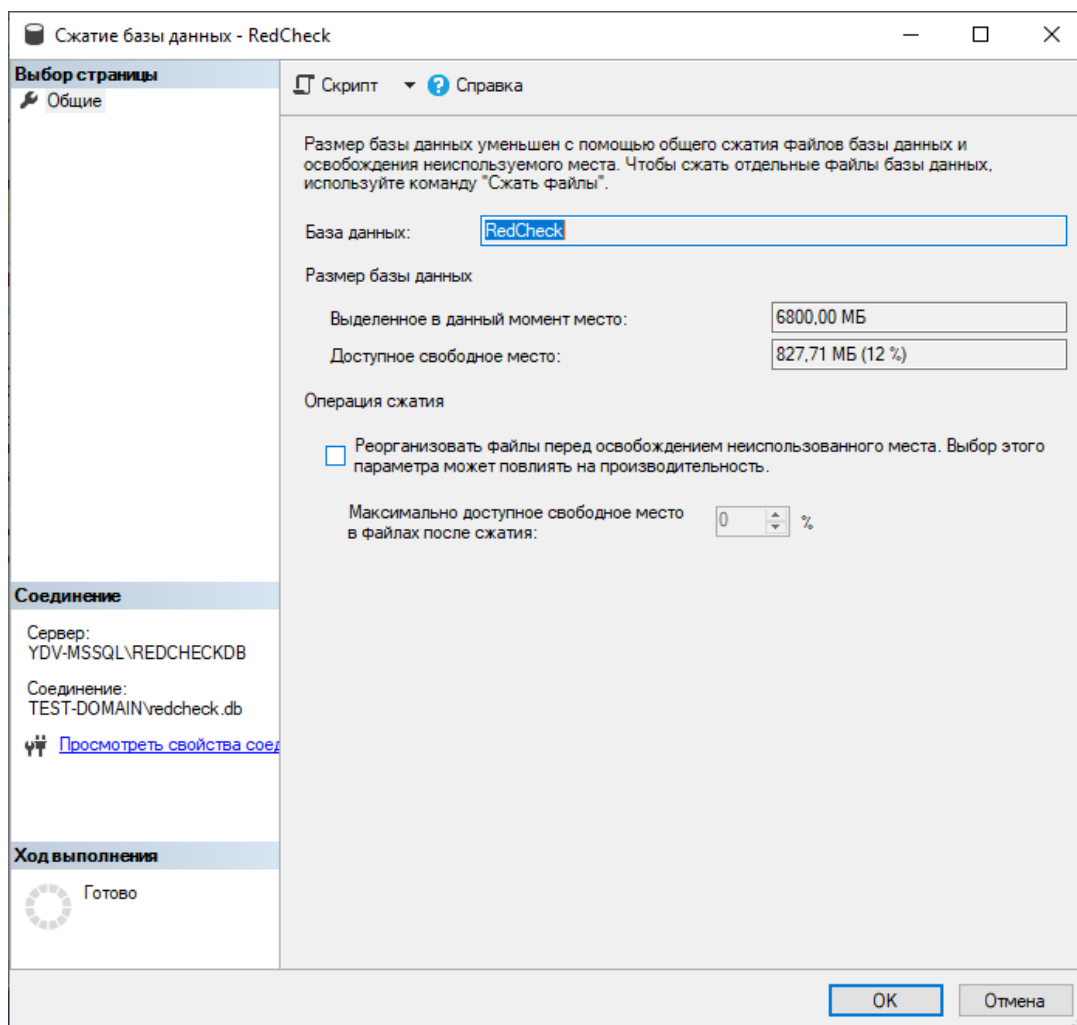 Сжатие базы данных - RedCheck
Выбор страницы
Общие
Скрипт
Справка
Размер базы данных уменьшен с помощью общего сжатия файлов базы данных и
освобождения неиспользуемого места. Чтобы сжать отдельные файлы базы данных,
используйте команду "Сжать файлы".
База данных:
RedCheck
Размер базы данных
Выделенное в данный момент место:
6800,00 МБ
Доступное свободное место:
827,71 МБ (12 %)
Операция сжатия
Реорганизовать файлы перед освобождением неиспользованного места. Выбор этого
параметра может повлиять на производительность.
Максимально доступное свободное место
в файлах после сжатия:
0
%
Соединение
Сервер:
YDV-MSSQL\REDCHECKDB
Соединение:
TEST-DOMAIN\redcheck.db
Просмотреть свойства соед
Ход выполнения
Готово
OK
Отмена